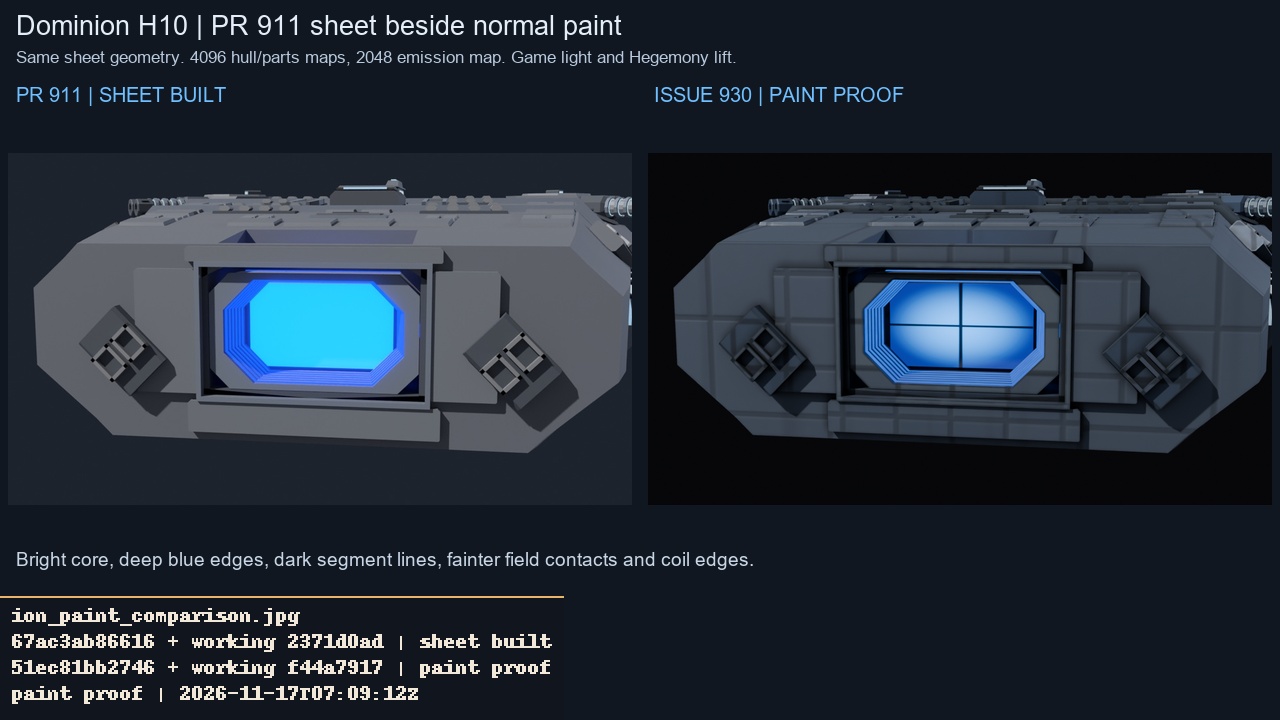 Dominion H10 | PR 911 sheet beside normal paint
Same sheet geometry. 4096 hull/parts maps, 2048 emission map. Game light and Hegemony lift.
PR 911 | SHEET BUILT
ISSUE 930 | PAINT PROOF
Bright core, deep blue edges, dark segment lines, fainter field contacts and coil edges.
ion_paint_comparison.jpg
67ac3ab86616 + working 2371d0ad | sheet built
51ec81bb2746 + working f44a7917 | paint proof
paint proof | 2026-11-17T07:09:12Z